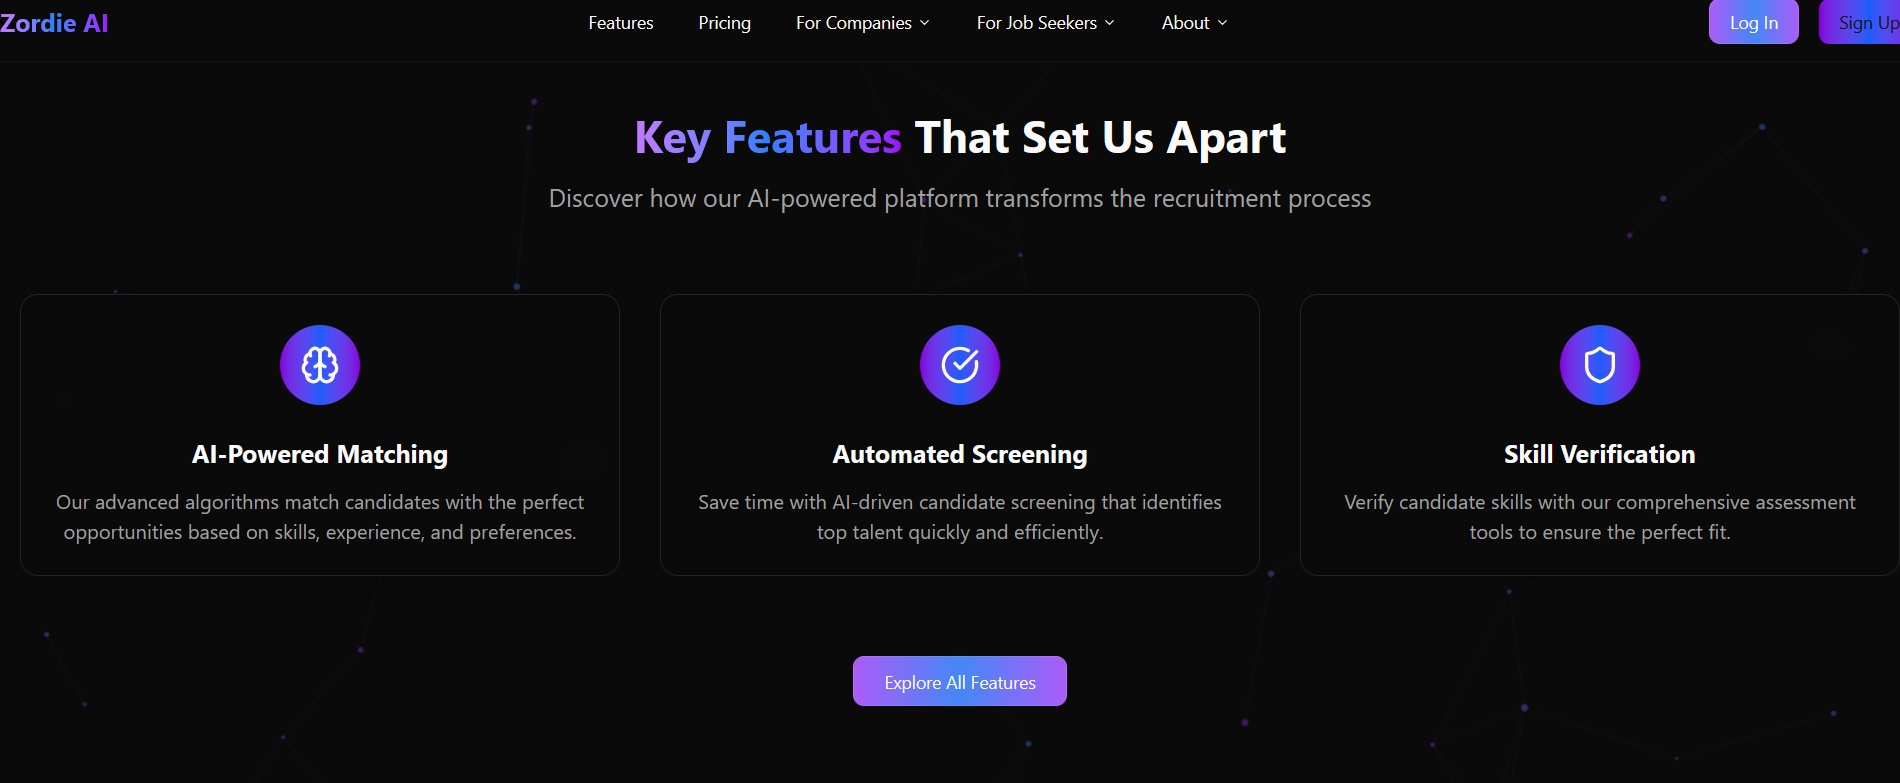 Zordie AI
Features
Pricing
For Companies
For Job Seekers
About
Log In
Sign Up
Key Features That Set Us Apart
Discover how our AI-powered platform transforms the recruitment process
AI-Powered Matching
Our advanced algorithms match candidates with the perfect
opportunities based on skills, experience, and preferences.
Automated Screening
Save time with AI-driven candidate screening that identifies
top talent quickly and efficiently.
Skill Verification
Verify candidate skills with our comprehensive assessment
tools to ensure the perfect fit.
Explore All Features